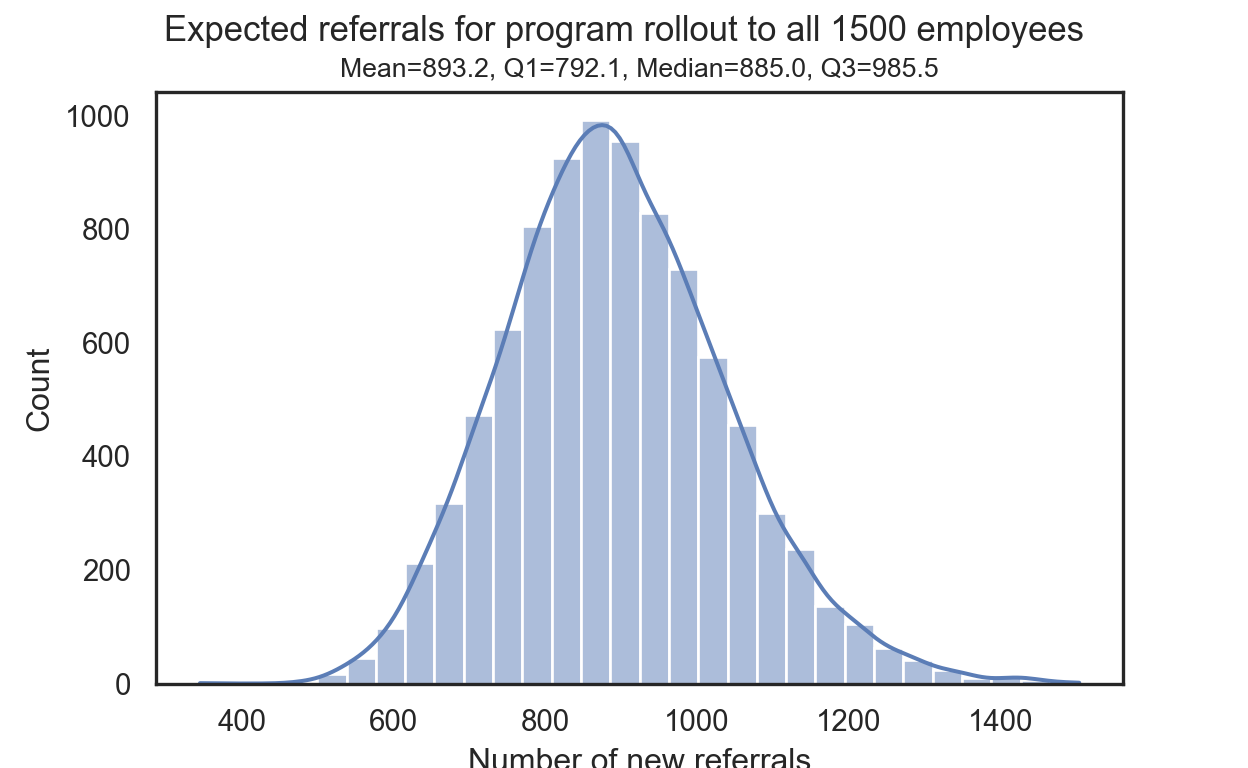 Expected referrals for program rollout to all 1500 employees
Mean=893.2, Q1=792.1, Median=885.0, Q3=985.5
1000
800
600
400
200
0
Count
400 600 800 1000 1200 1400
Number of new referrals